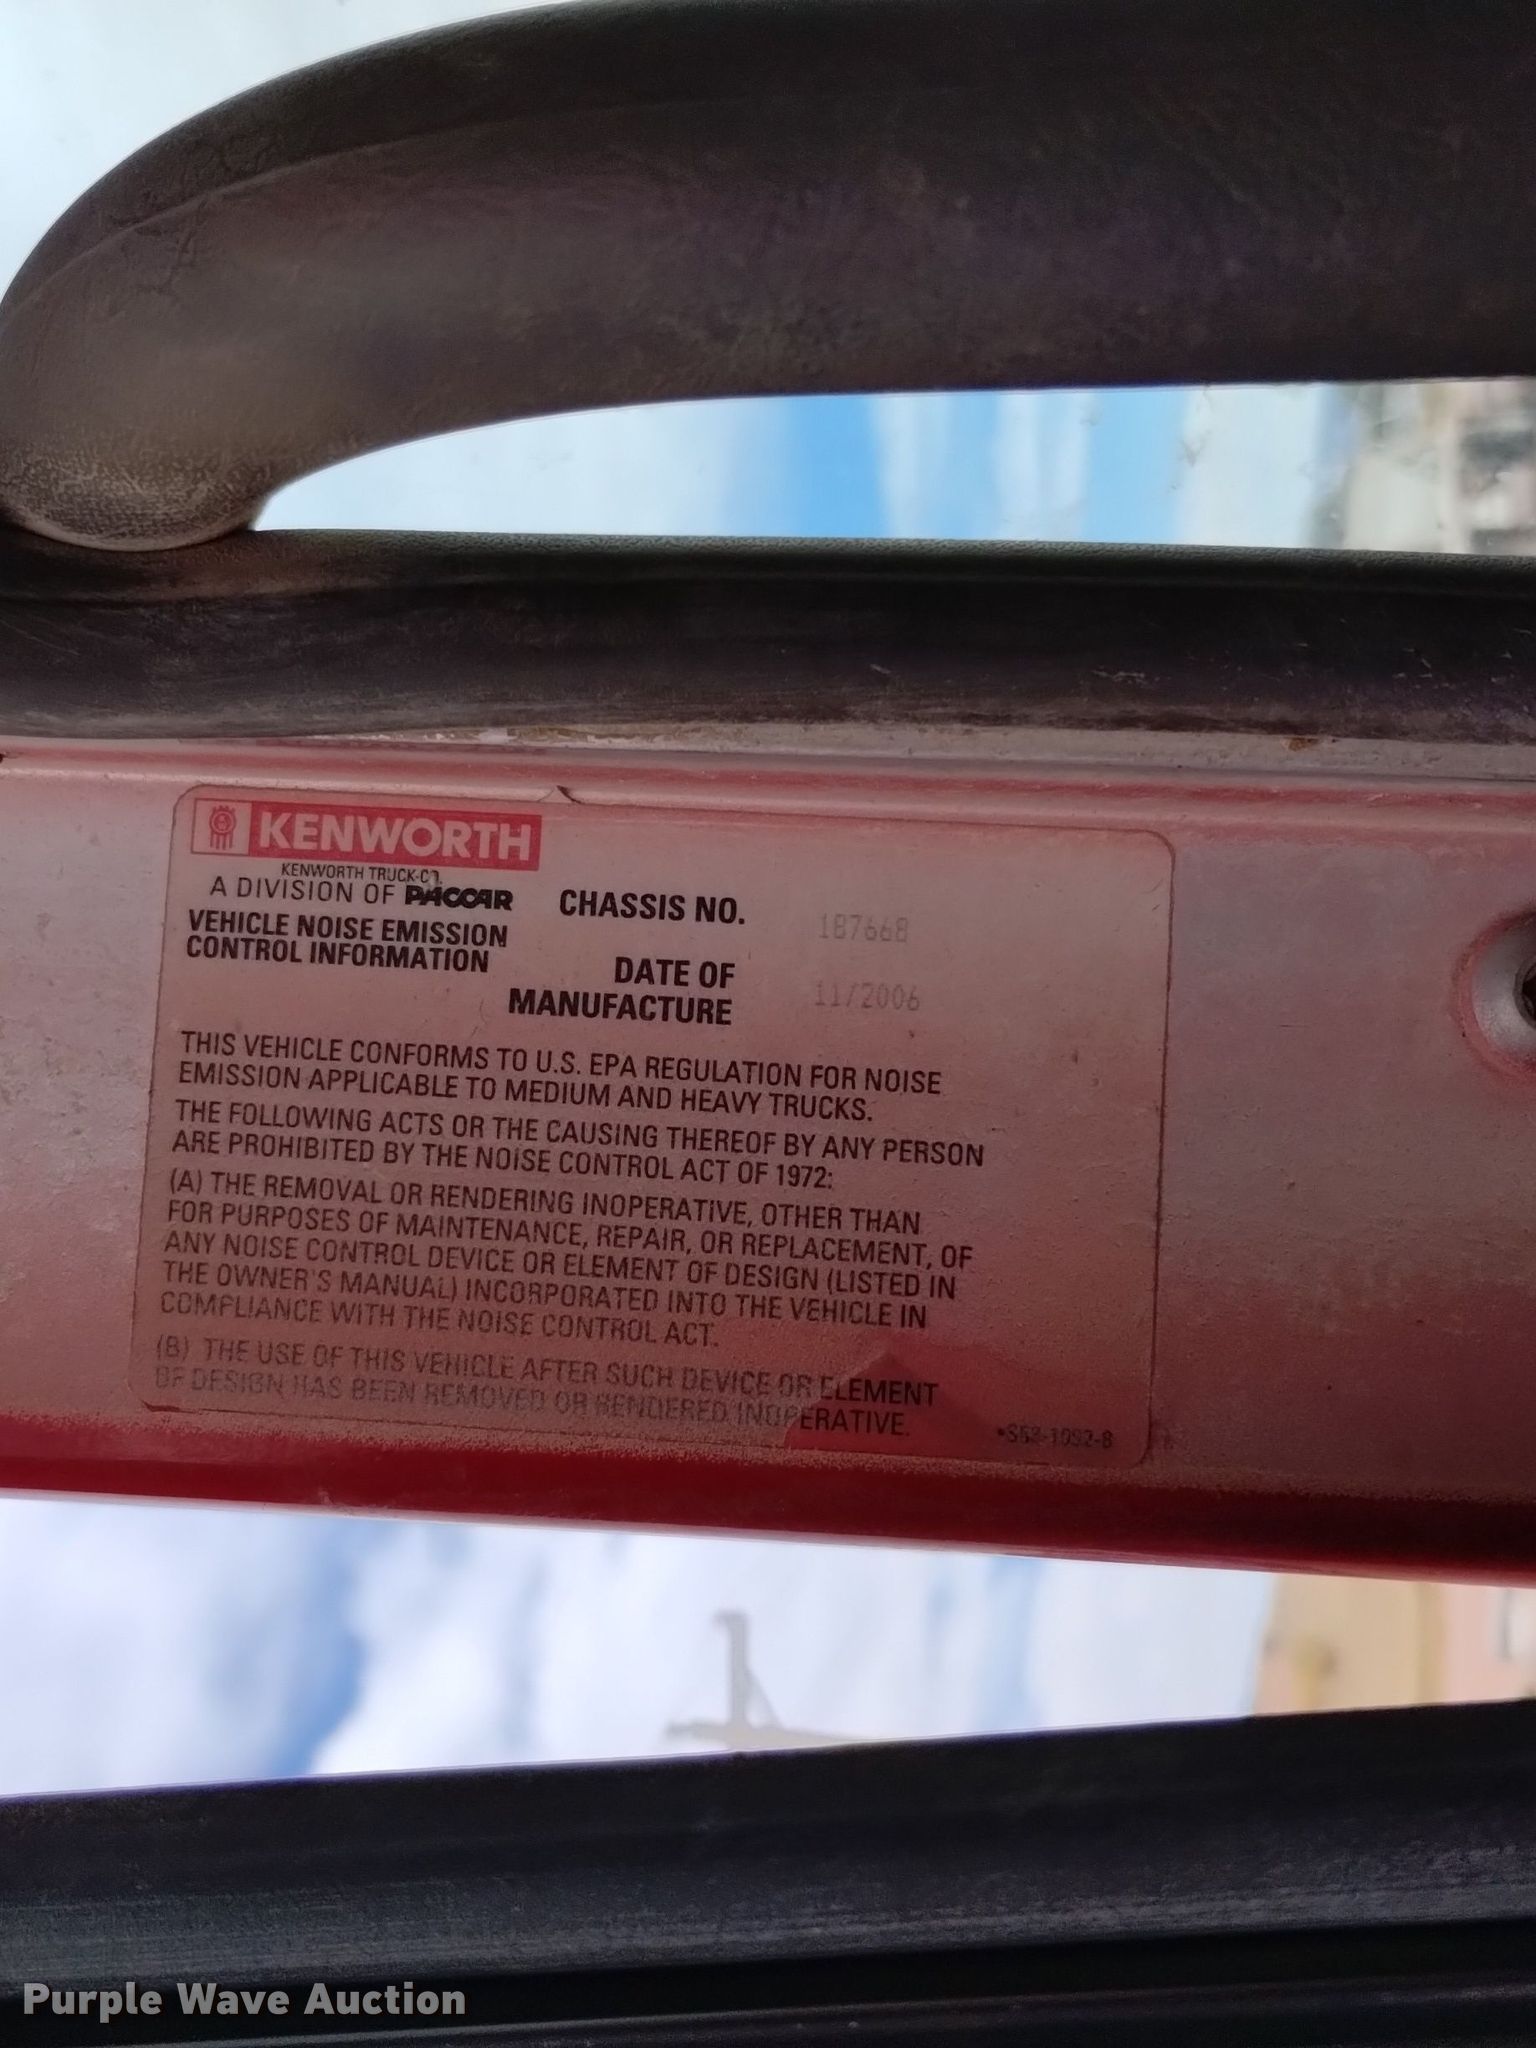 KENWORTH
KENWORTH TRUCK CO.
A DIVISION OF PACCAR
CHASSIS NO. 187668
VEHICLE NOISE EMISSION
CONTROL INFORMATION
DATE OF
MANUFACTURE 11/2006
THIS VEHICLE CONFORMS TO U.S. EPA REGULATION FOR NOISE
EMISSION APPLICABLE TO MEDIUM AND HEAVY TRUCKS.
THE FOLLOWING ACTS OR THE CAUSING THEREOF BY ANY PERSON
ARE PROHIBITED BY THE NOISE CONTROL ACT OF 1972:
(A) THE REMOVAL OR RENDERING INOPERATIVE, OTHER THAN
FOR PURPOSES OF MAINTENANCE, REPAIR, OR REPLACEMENT, OF
ANY NOISE CONTROL DEVICE OR ELEMENT OF DESIGN (LISTED IN
THE OWNER'S MANUAL) INCORPORATED INTO THE VEHICLE IN
COMPLIANCE WITH THE NOISE CONTROL ACT.
(B) THE USE OF THIS VEHICLE AFTER SUCH DEVICE OR ELEMENT
OF DESIGN HAS BEEN REMOVED OR RENDERED INOPERATIVE.
Purple Wave Auction